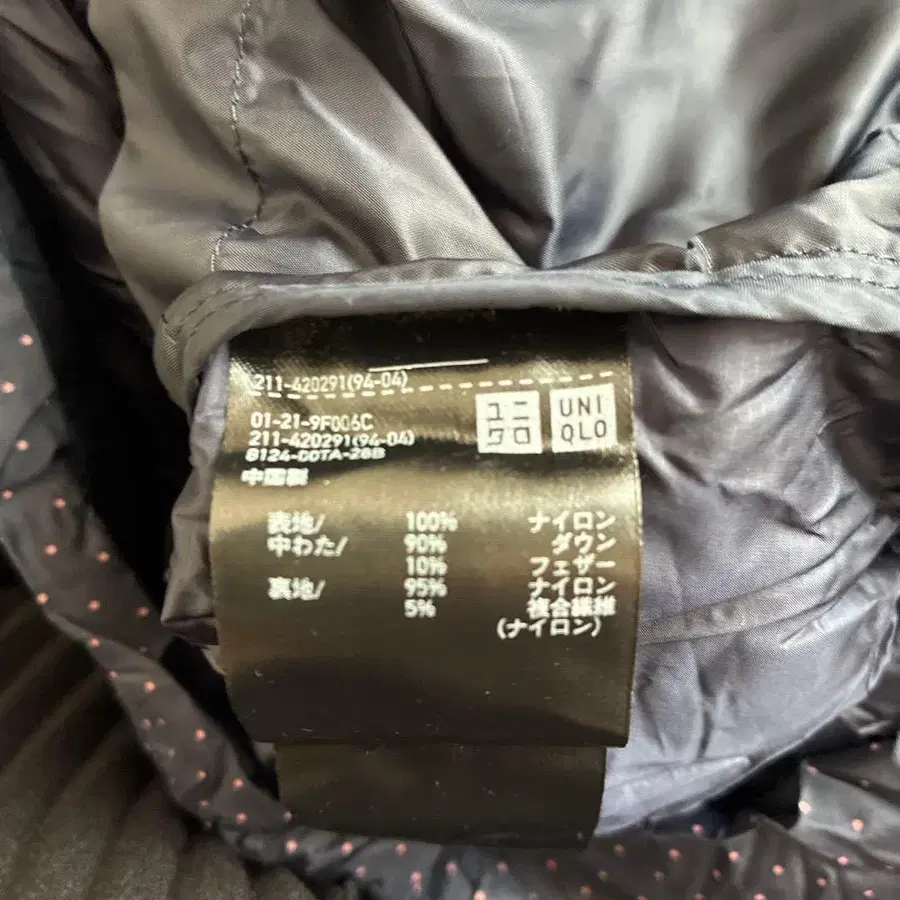 211-420291(94-04)
01-21-9F006C
211-420291(94-04)
8124-00TA-28B
中国製
ユニクロ
UNIQLO
表地/ 100% ナイロン
中わた/ 90% ダウン
10% フェザー
裏地/ 95% ナイロン
5% 複合繊維
(ナイロン)